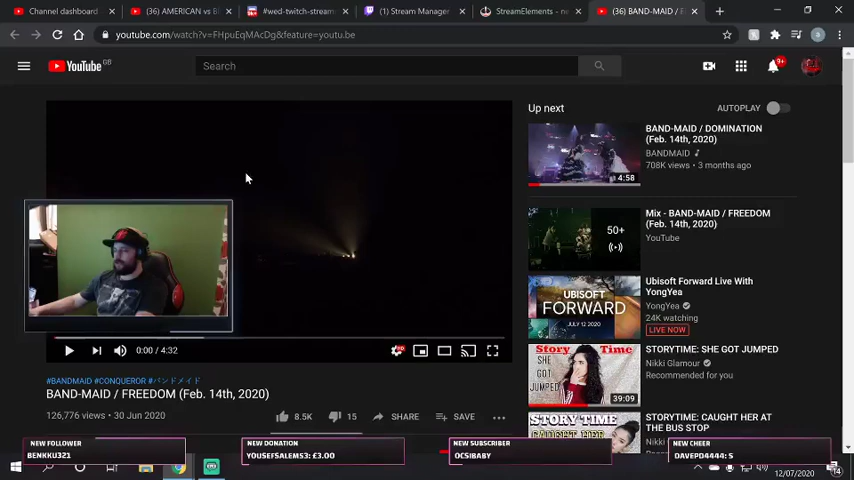 Channel dashboard
(36) AMERICAN vs B
#wed-twitch-stream
(1) Stream Manager
StreamElements - ne
(36) BAND-MAID / F
youtube.com/watch?v=FHpuEqMAcDg&feature=youtu.be
YouTube GB
Search
9+
Up next
AUTOPLAY
BAND-MAID / DOMINATION
(Feb. 14th, 2020)
BANDMAID
708K views • 3 months ago
4:58
50+
Mix - BAND-MAID / FREEDOM
(Feb. 14th, 2020)
YouTube
UBISOFT
FORWARD
JULY 12 2020
Ubisoft Forward Live With
YongYea
YongYea
24K watching
LIVE NOW
Story Time
SHE
GOT
JUMPED
39:09
STORYTIME: SHE GOT JUMPED
Nikki Glamour
Recommended for you
STORY TIME
CAUGHT HER
STORYTIME: CAUGHT HER AT
THE BUS STOP
0:00 / 4:32
HD
#BANDMAID #CONQUEROR #バンドメイド
BAND-MAID / FREEDOM (Feb. 14th, 2020)
126,776 views • 30 Jun 2020
8.5K
15
SHARE
SAVE
NEW FOLLOWER
BENKKU321
NEW DONATION
YOUSEFSALEMS3: £3.00
NEW SUBSCRIBER
OCSIBABY
NEW CHEER
DAVEPD4444: 5
12/07/2020